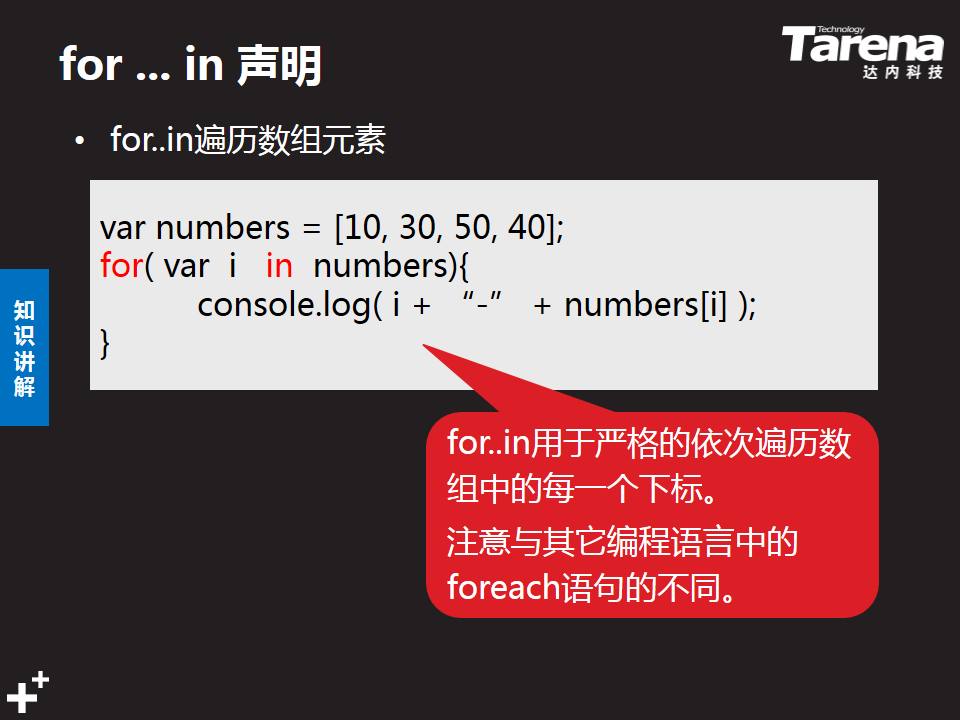 for ... in 声明
Technology
Tarena
达内科技
• for..in遍历数组元素
var numbers = [10, 30, 50, 40];
for( var i in numbers){
console.log( i + “-” + numbers[i] );
}
知识讲解
for..in用于严格的依次遍历数
组中的每一个下标。
注意与其它编程语言中的
foreach语句的不同。